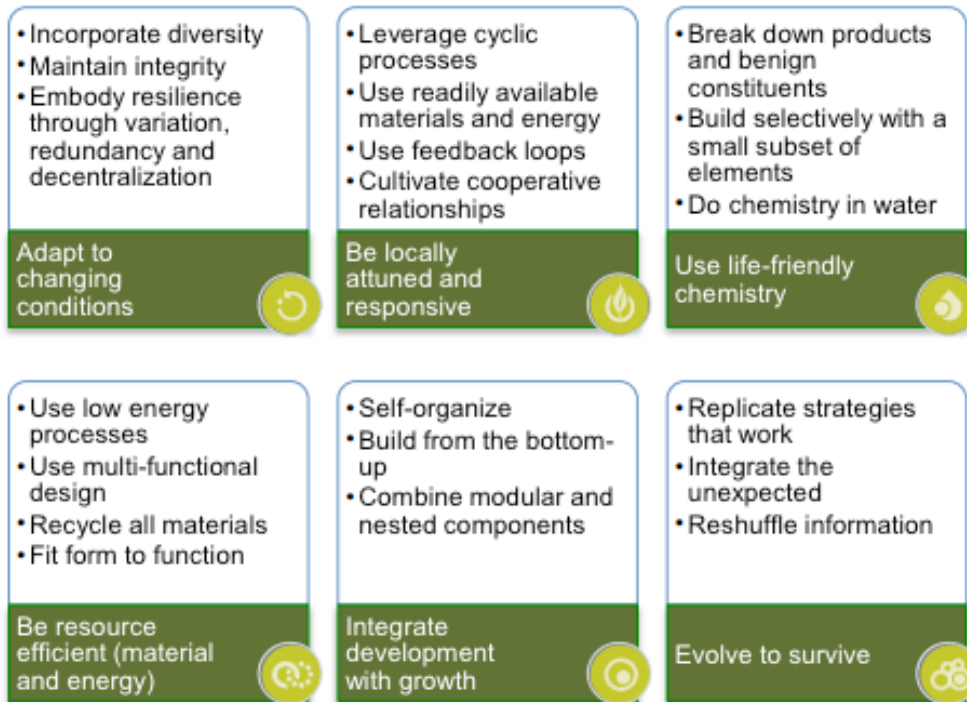 • Incorporate diversity
• Maintain integrity
• Embody resilience
through variation,
redundancy and
decentralization
Adapt to
changing
conditions
• Leverage cyclic
processes
• Use readily available
materials and energy
• Use feedback loops
• Cultivate cooperative
relationships
Be locally
attuned and
responsive
• Break down products
and benign
constituents
• Build selectively with a
small subset of
elements
• Do chemistry in water
Use life-friendly
chemistry
• Use low energy
processes
• Use multi-functional
design
• Recycle all materials
• Fit form to function
Be resource
efficient (material
and energy)
• Self-organize
• Build from the bottom-
up
• Combine modular and
nested components
Integrate
development
with growth
• Replicate strategies
that work
• Integrate the
unexpected
• Reshuffle information
Evolve to survive